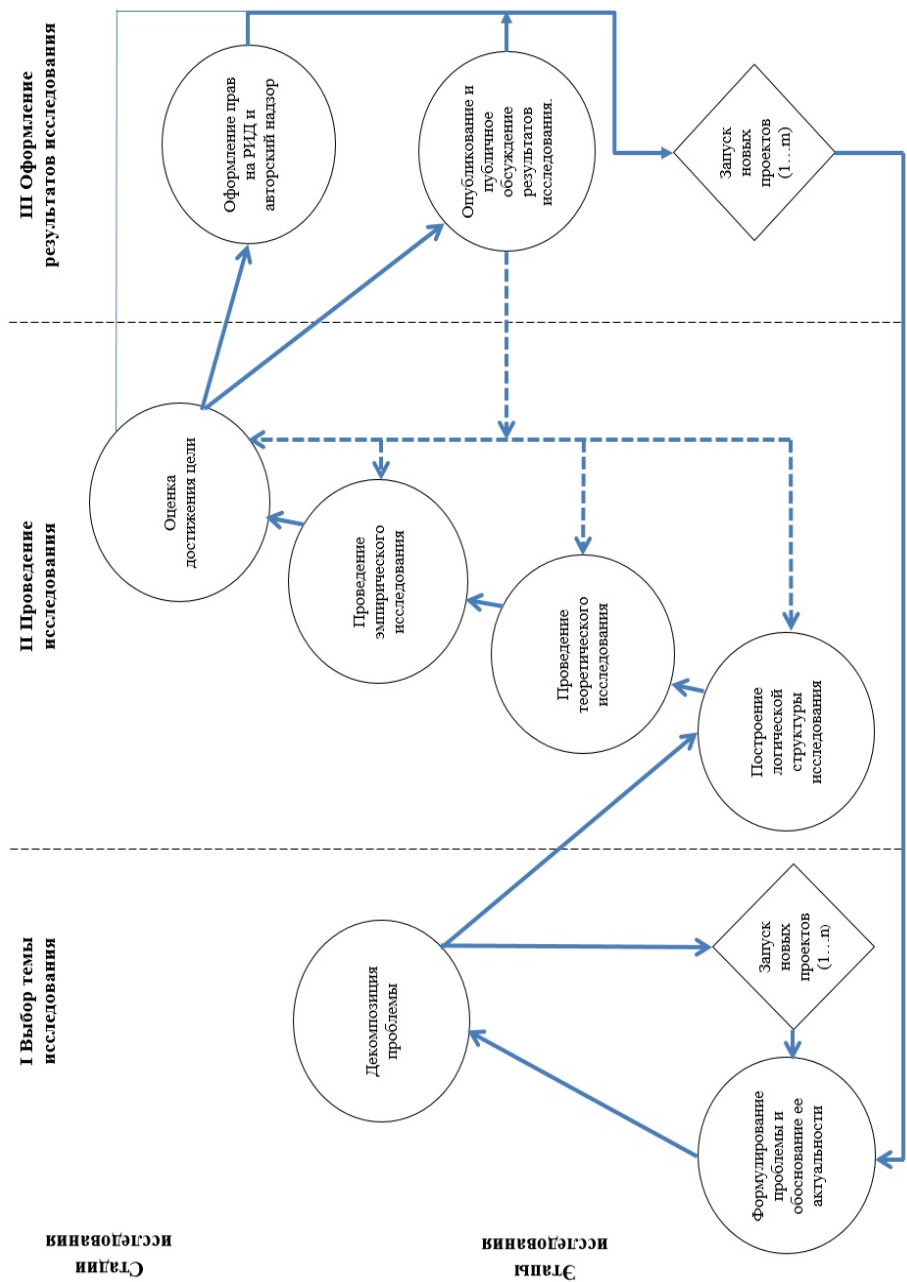 Стадии
исследования
I Выбор темы
исследования
II Проведение
исследования
III Оформление
результатов исследования
Этапы
исследования
Формулирование
проблемы и
обоснование ее
актуальности
Декомпозиция
проблемы
Запуск
новых
проектов
(1…n)
Построение
логической
структуры
исследования
Проведение
теоретического
исследования
Проведение
эмпирического
исследования
Оценка
достижения цели
Оформление прав
на РИД и
авторский надзор
Опубликование и
публичное
обсуждение
результатов
исследования.
Запуск
новых
проектов
(1…m)